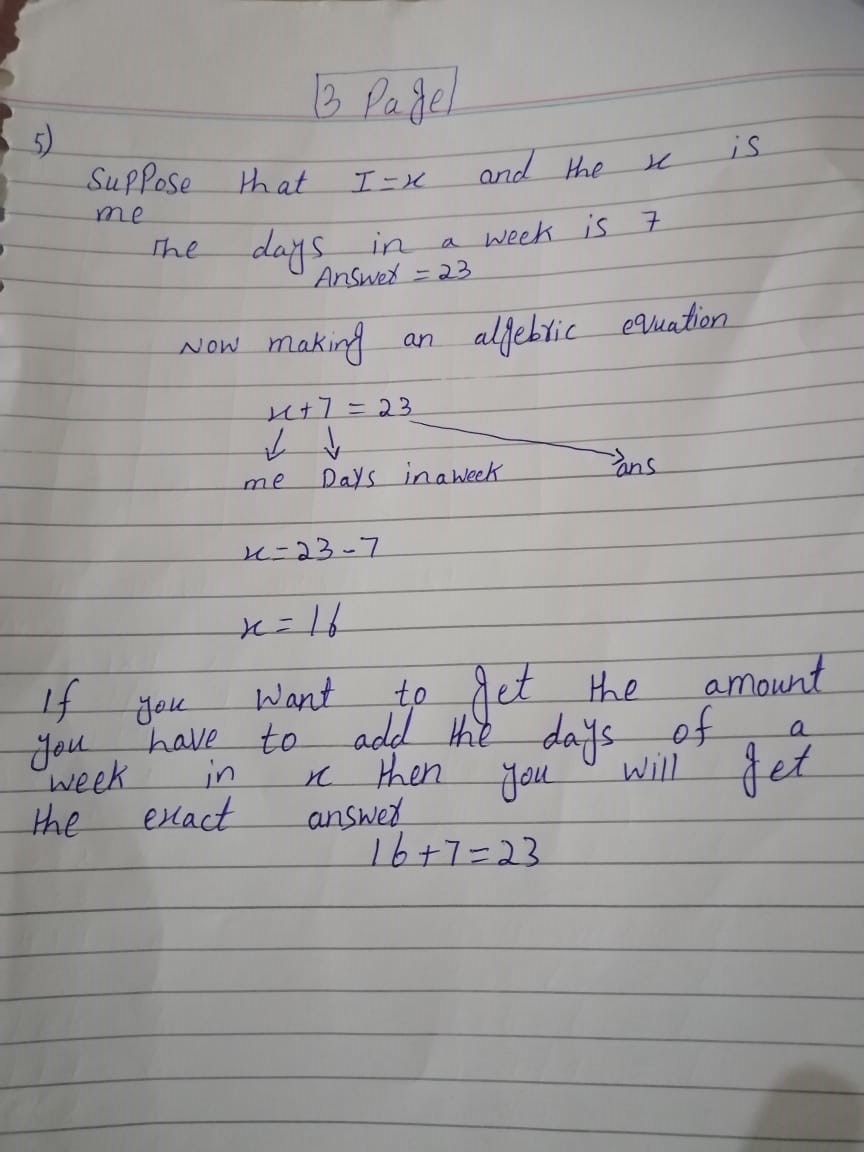 3 Page
5)
Suppose that I=x and the x is
me
The days in a week is 7
Answer = 23
Now making an algebric equation
x+7=23
me Days in a week ans
x=23-7
x=16
If you want to get the amount
you have to add the days of a
week in x then you will get
the exact answer
16+7=23